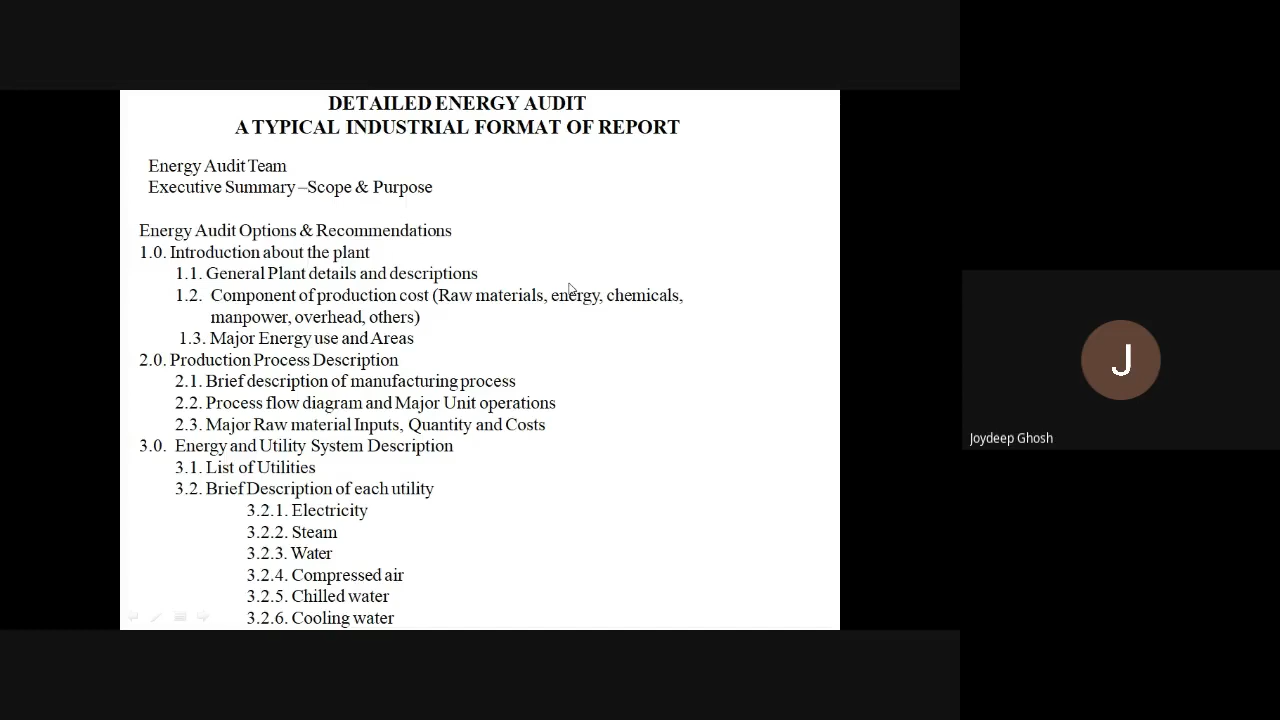 DETAILED ENERGY AUDIT
A TYPICAL INDUSTRIAL FORMAT OF REPORT
Energy Audit Team
Executive Summary –Scope & Purpose
Energy Audit Options & Recommendations
1.0. Introduction about the plant
1.1. General Plant details and descriptions
1.2. Component of production cost (Raw materials, energy, chemicals,
manpower, overhead, others)
1.3. Major Energy use and Areas
2.0. Production Process Description
2.1. Brief description of manufacturing process
2.2. Process flow diagram and Major Unit operations
2.3. Major Raw material Inputs, Quantity and Costs
3.0. Energy and Utility System Description
3.1. List of Utilities
3.2. Brief Description of each utility
3.2.1. Electricity
3.2.2. Steam
3.2.3. Water
3.2.4. Compressed air
3.2.5. Chilled water
3.2.6. Cooling water
J
Joydeep Ghosh